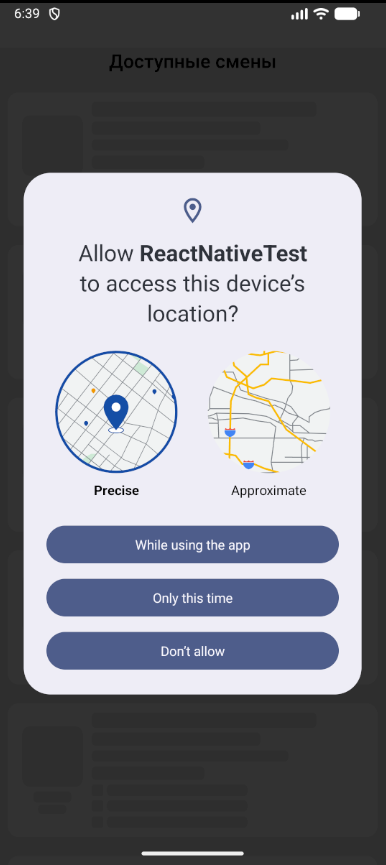 6:39
Доступные смены
Allow ReactNativeTest
to access this device's
location?
Precise
Approximate
While using the app
Only this time
Don't allow